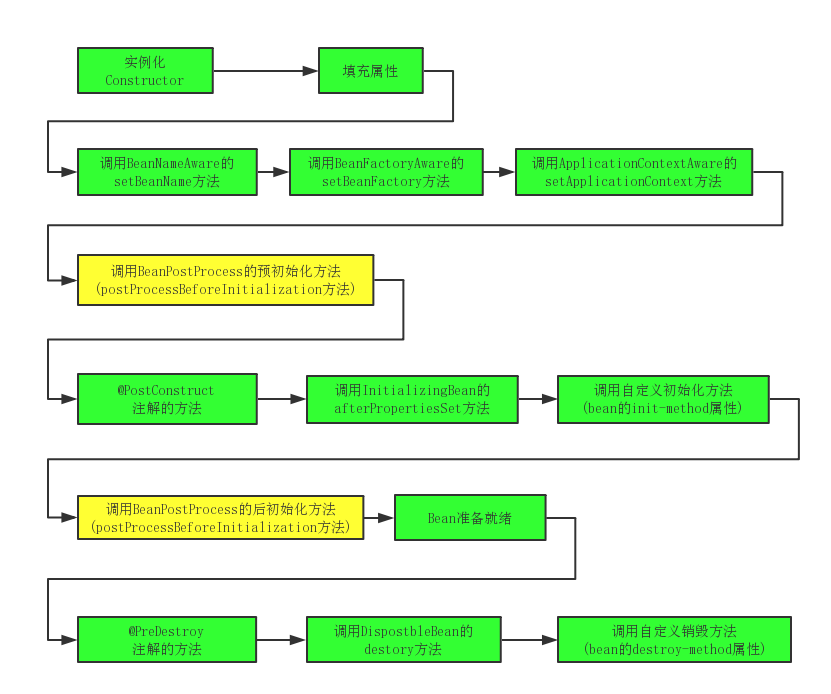 实例化
Constructor
填充属性
调用BeanNameAware的
setBeanName方法
调用BeanFactoryAware的
setBeanFactory方法
调用ApplicationContextAware的
setApplicationContext方法
调用BeanPostProcess的预初始化方法
(postProcessBeforeInitialization方法)
@PostConstruct
注解的方法
调用InitializingBean的
afterPropertiesSet方法
调用自定义初始化方法
(bean的init-method属性)
调用BeanPostProcess的后初始化方法
(postProcessBeforeInitialization方法)
Bean准备就绪
@PreDestroy
注解的方法
调用DispostbleBean的
destory方法
调用自定义销毁方法
(bean的destroy-method属性)